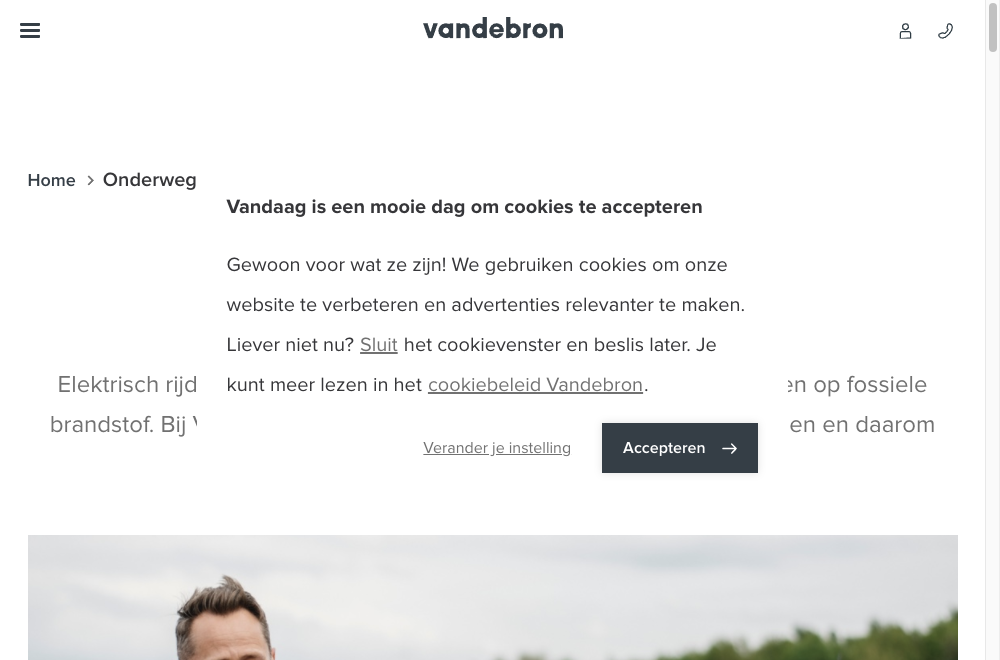 vandebron
Home > Onderweg
Vandaag is een mooie dag om cookies te accepteren
Gewoon voor wat ze zijn! We gebruiken cookies om onze
website te verbeteren en advertenties relevanter te maken.
Liever niet nu? Sluit het cookievenster en beslis later. Je
kunt meer lezen in het cookiebeleid Vandebron.
Elektrisch rijd
en op fossiele
brandstof. Bij
en en daarom
Verander je instelling
Accepteren →